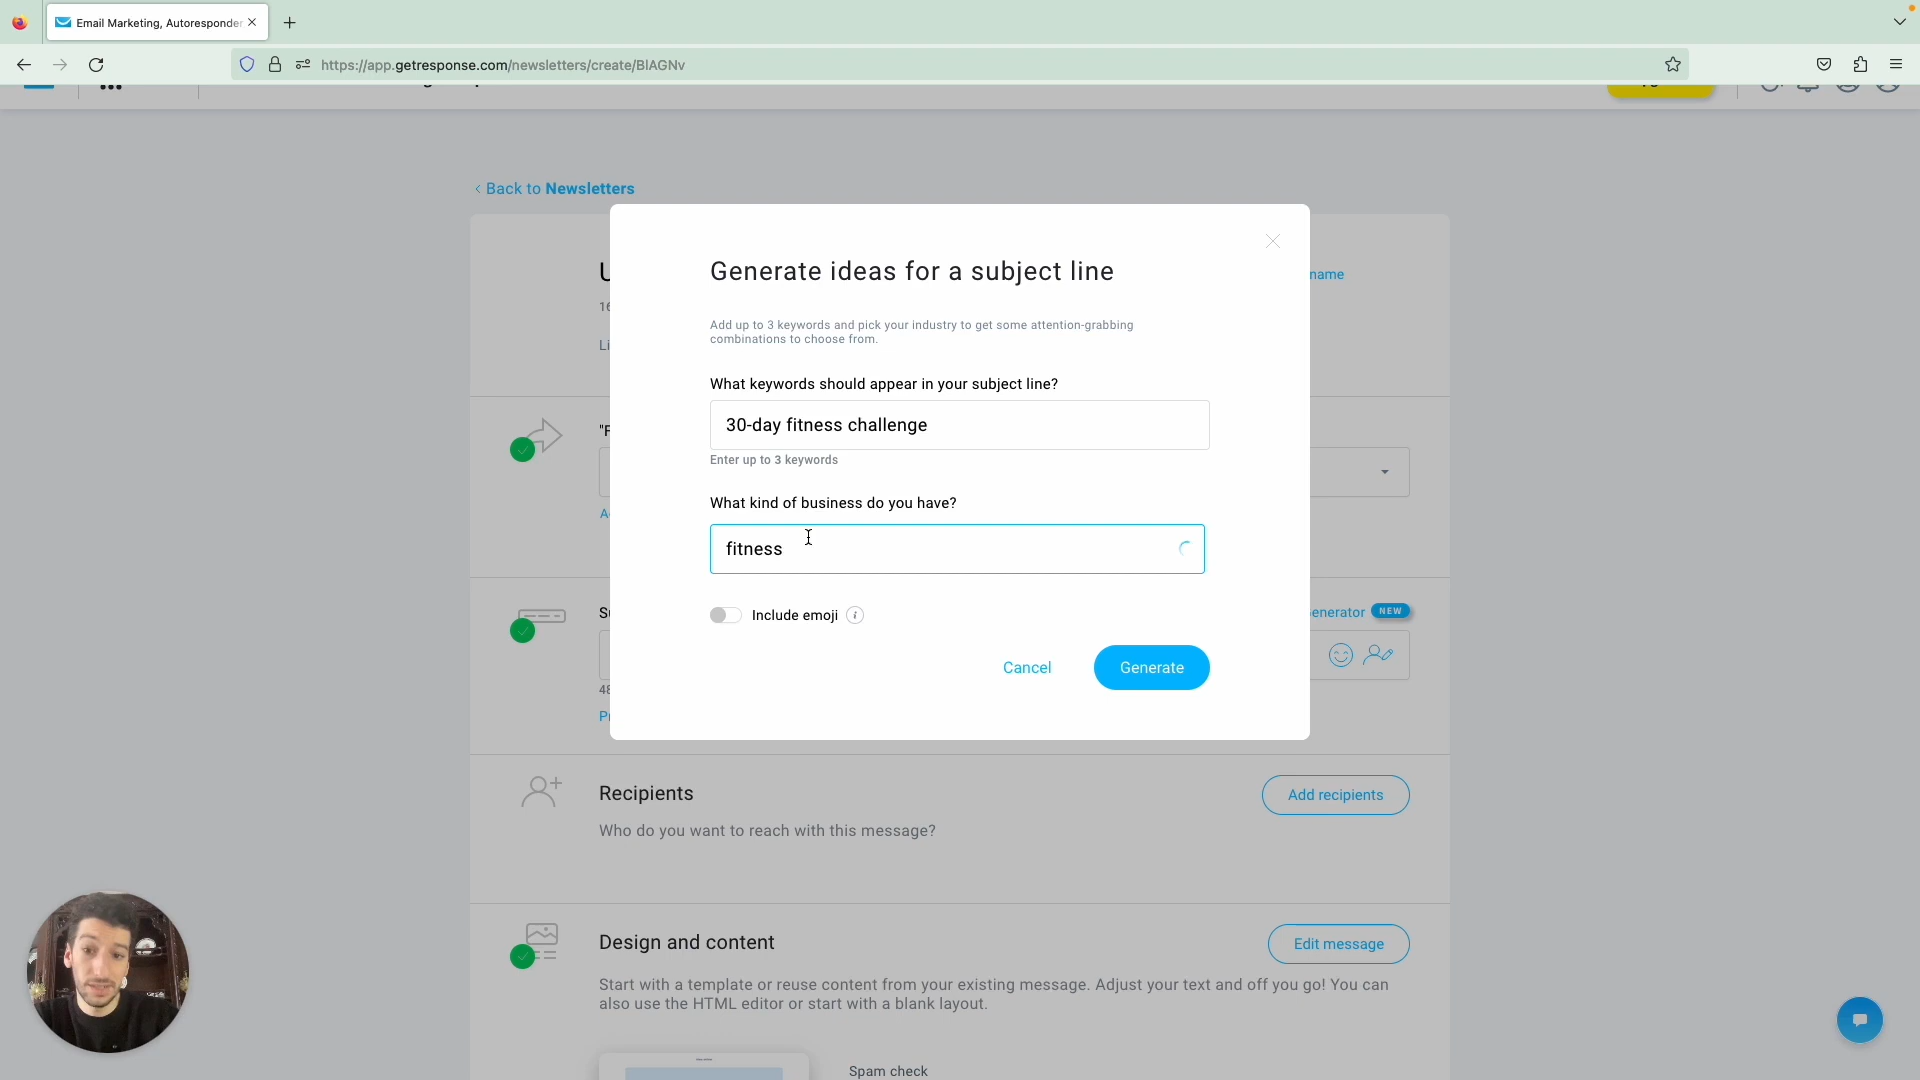 Email Marketing, Autoresponder
https://app.getresponse.com/newsletters/create/BlAGNv
< Back to Newsletters
Generate ideas for a subject line
name
Add up to 3 keywords and pick your industry to get some attention-grabbing
combinations to choose from.
What keywords should appear in your subject line?
30-day fitness challenge
Enter up to 3 keywords
What kind of business do you have?
fitness
Include emoji
enerator NEW
Cancel
Generate
48
Recipients
Add recipients
Who do you want to reach with this message?
Design and content
Edit message
Start with a template or reuse content from your existing message. Adjust your text and off you go! You can
also use the HTML editor or start with a blank layout.
Spam check